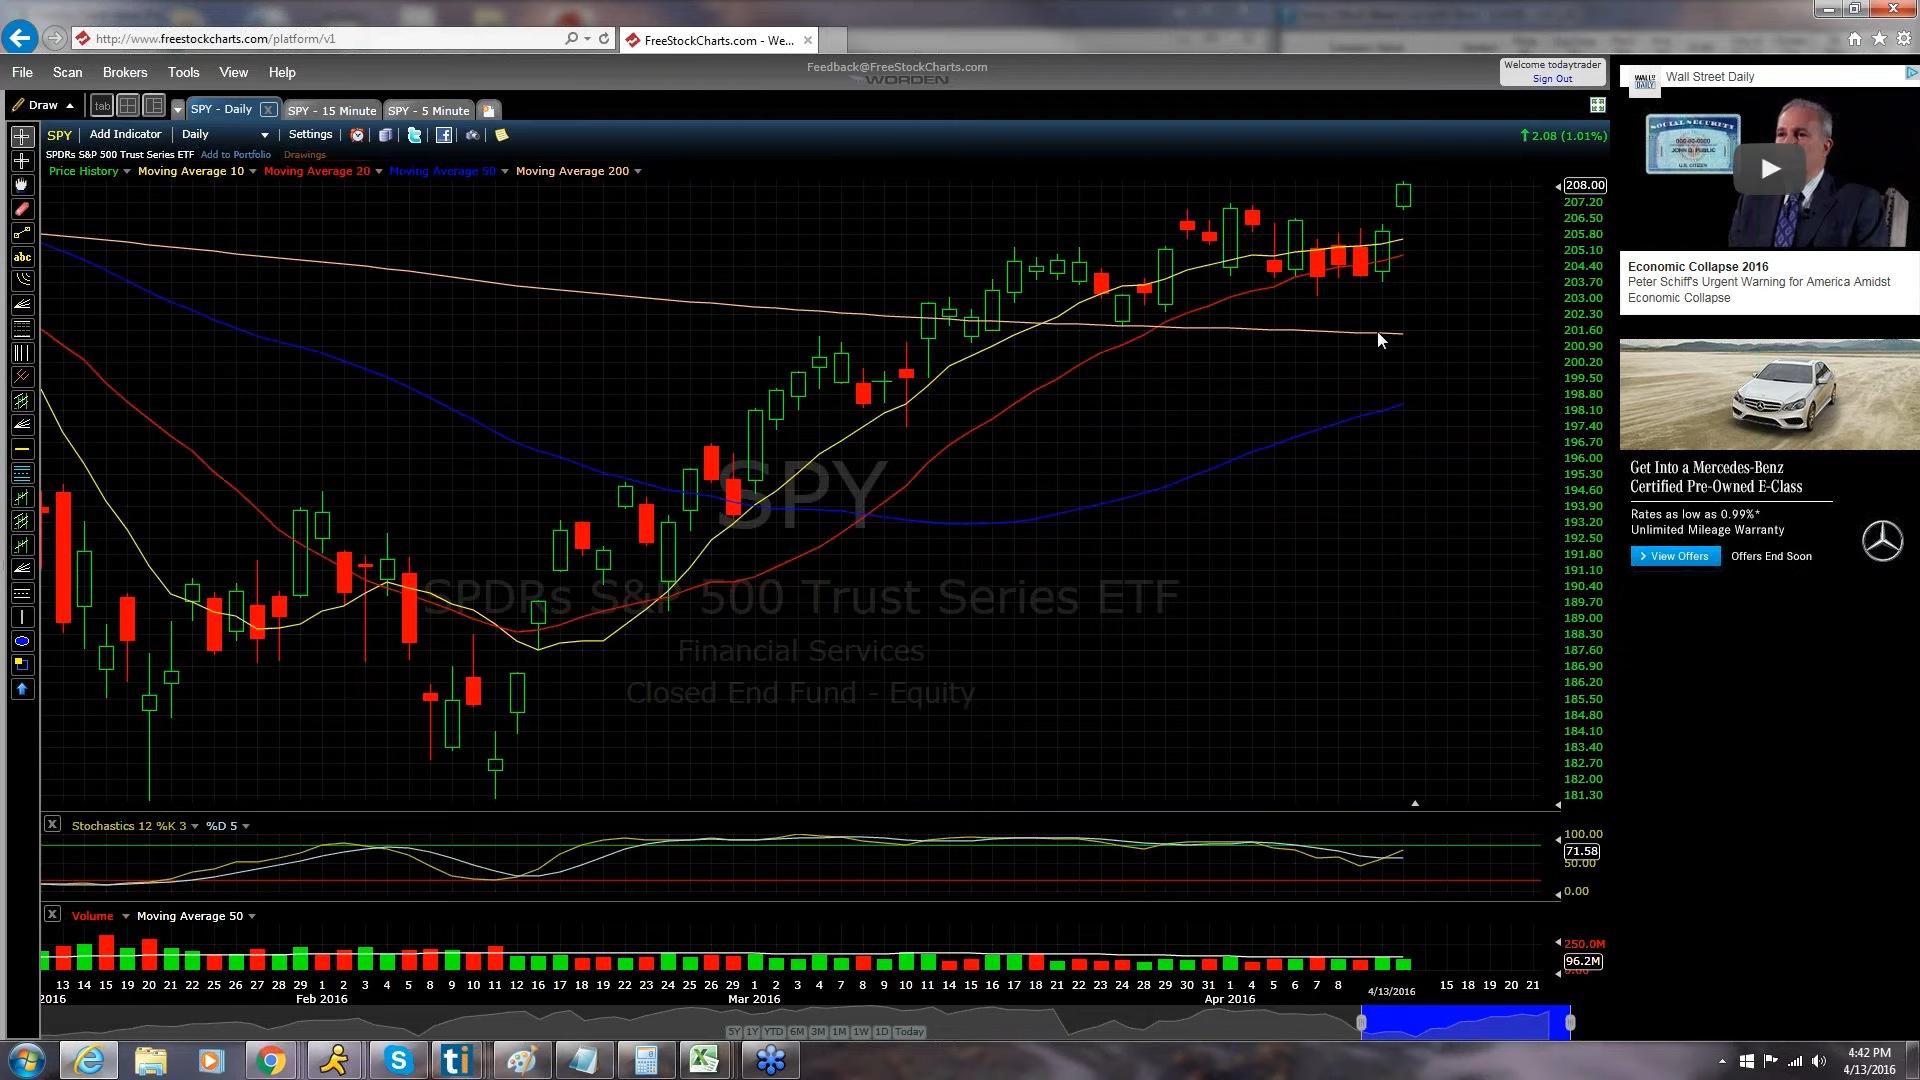 http://www.freestockcharts.com/platform/v1
FreeStockCharts.com - We...
File Scan Brokers Tools View Help
Feedback@FreeStockCharts.com
WORDEN
Welcome todaytrader
Sign Out
Draw tab SPY - Daily SPY - 15 Minute SPY - 5 Minute
SPY Add Indicator Daily Settings
2.08 (1.01%)
SPDRs S&P 500 Trust Series ETF Add to Portfolio Drawings
Price History Moving Average 10 Moving Average 20 Moving Average 50 Moving Average 200
abc
208.00
207.20
206.50
205.80
205.10
204.40
203.70
203.00
202.30
201.60
200.90
200.20
199.50
198.80
198.10
197.40
196.70
196.00
195.30
194.60
193.90
193.20
192.50
191.80
191.10
190.40
189.70
189.00
188.30
187.60
186.90
186.20
185.50
184.80
184.10
183.40
182.70
182.00
181.30
SPY
SPDRs S&P 500 Trust Series ETF
Financial Services
Closed End Fund - Equity
Stochastics 12 %K 3 %D 5
100.00
71.58
50.00
0.00
Volume Moving Average 50
250.0M
96.2M
13 14 15 19 20 21 22 25 26 27 28 29 1 2 3 4 5 8 9 10 11 12 16 17 18 19 22 23 24 25 26 29 1 2 3 4 7 8 9 10 11 14 15 16 17 18 21 22 23 24 28 29 30 31 1 4 5 6 7 8 4/13/2016 15 18 19 20 21
2016 Feb 2016 Mar 2016 Apr 2016
5Y 1Y YTD 6M 3M 1M 1W 1D Today
WALL ST
DAILY
Wall Street Daily
SOCIAL SECURITY
000-00-0000
JOHN Q. PUBLIC
Economic Collapse 2016
Peter Schiff's Urgent Warning for America Amidst
Economic Collapse
Get Into a Mercedes-Benz
Certified Pre-Owned E-Class
Rates as low as 0.99%*
Unlimited Mileage Warranty
View Offers Offers End Soon
4:42 PM
4/13/2016